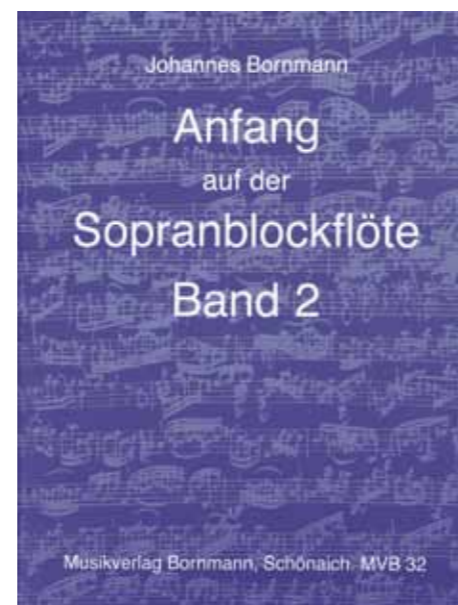 Johannes Bornmann
Anfang
auf der
Sopranblockflöte
Band 2
Musikverlag Bornmann, Schönaich. MVB 32